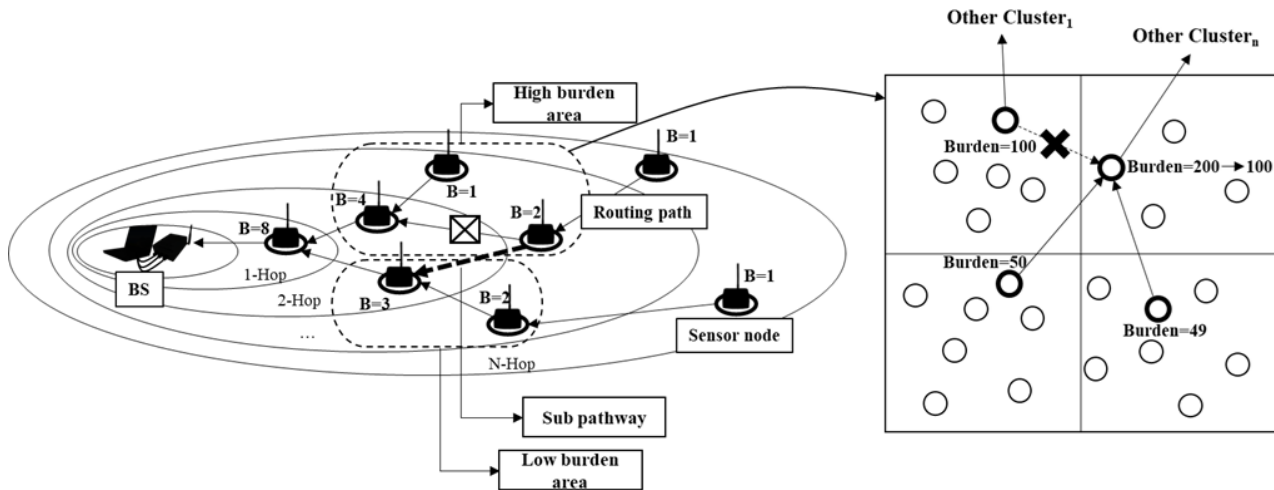 Other Cluster1
Other Clustern
High burden
area
B=1
Burden=100
Burden=200→100
B=1
B=4
B=2
Routing path
B=8
BS
1-Hop
2-Hop
...
N-Hop
B=3
B=2
B=1
Sensor node
Burden=50
Burden=49
Sub pathway
Low burden
area